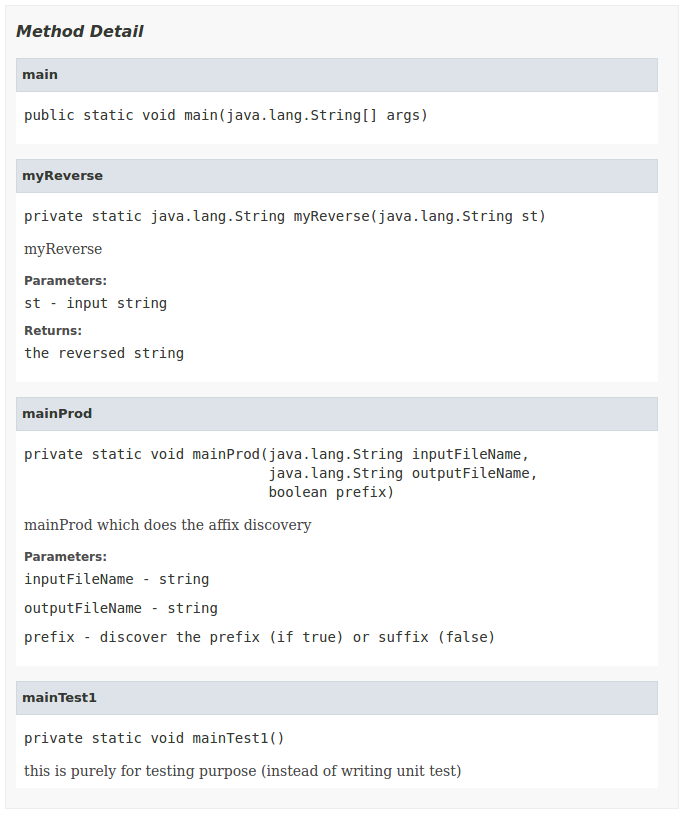 Method Detail
main
public static void main(java.lang.String[] args)
myReverse
private static java.lang.String myReverse(java.lang.String st)
myReverse
Parameters:
st - input string
Returns:
the reversed string
mainProd
private static void mainProd(java.lang.String inputFileName,
java.lang.String outputFileName,
boolean prefix)
mainProd which does the affix discovery
Parameters:
inputFileName - string
outputFileName - string
prefix - discover the prefix (if true) or suffix (false)
mainTest1
private static void mainTest1()
this is purely for testing purpose (instead of writing unit test)